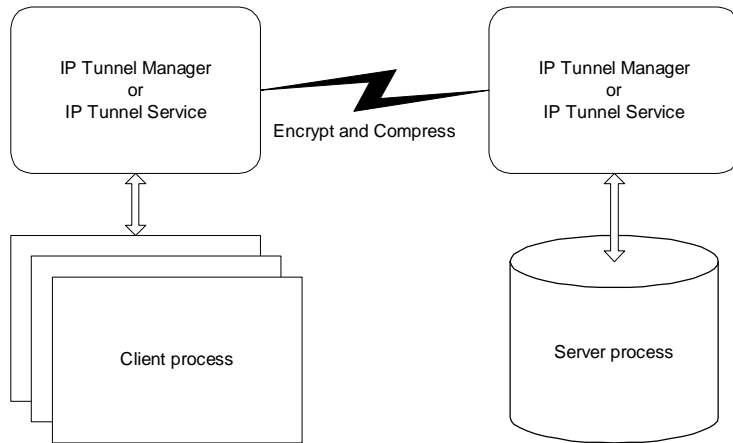 IP Tunnel Manager
or
IP Tunnel Service
IP Tunnel Manager
or
IP Tunnel Service
Encrypt and Compress
Client process
Server process